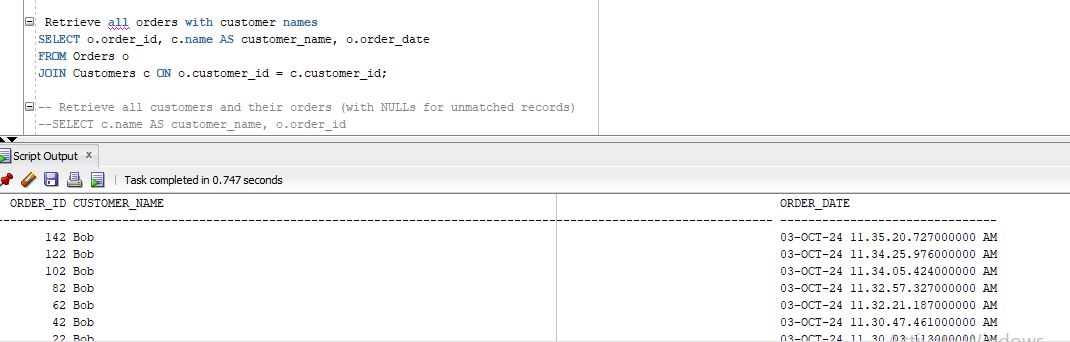 Retrieve all orders with customer names
SELECT o.order_id, c.name AS customer_name, o.order_date
FROM Orders o
JOIN Customers c ON o.customer_id = c.customer_id;
-- Retrieve all customers and their orders (with NULLs for unmatched records)
--SELECT c.name AS customer_name, o.order_id
Script Output x
Task completed in 0.747 seconds
ORDER_ID CUSTOMER_NAME ORDER_DATE
142 Bob 03-OCT-24 11.35.20.727000000 AM
122 Bob 03-OCT-24 11.34.25.976000000 AM
102 Bob 03-OCT-24 11.34.05.424000000 AM
82 Bob 03-OCT-24 11.32.57.327000000 AM
62 Bob 03-OCT-24 11.32.21.187000000 AM
42 Bob 03-OCT-24 11.30.47.461000000 AM
22 Bob 03-OCT-24 11.30.03.113000000 AM